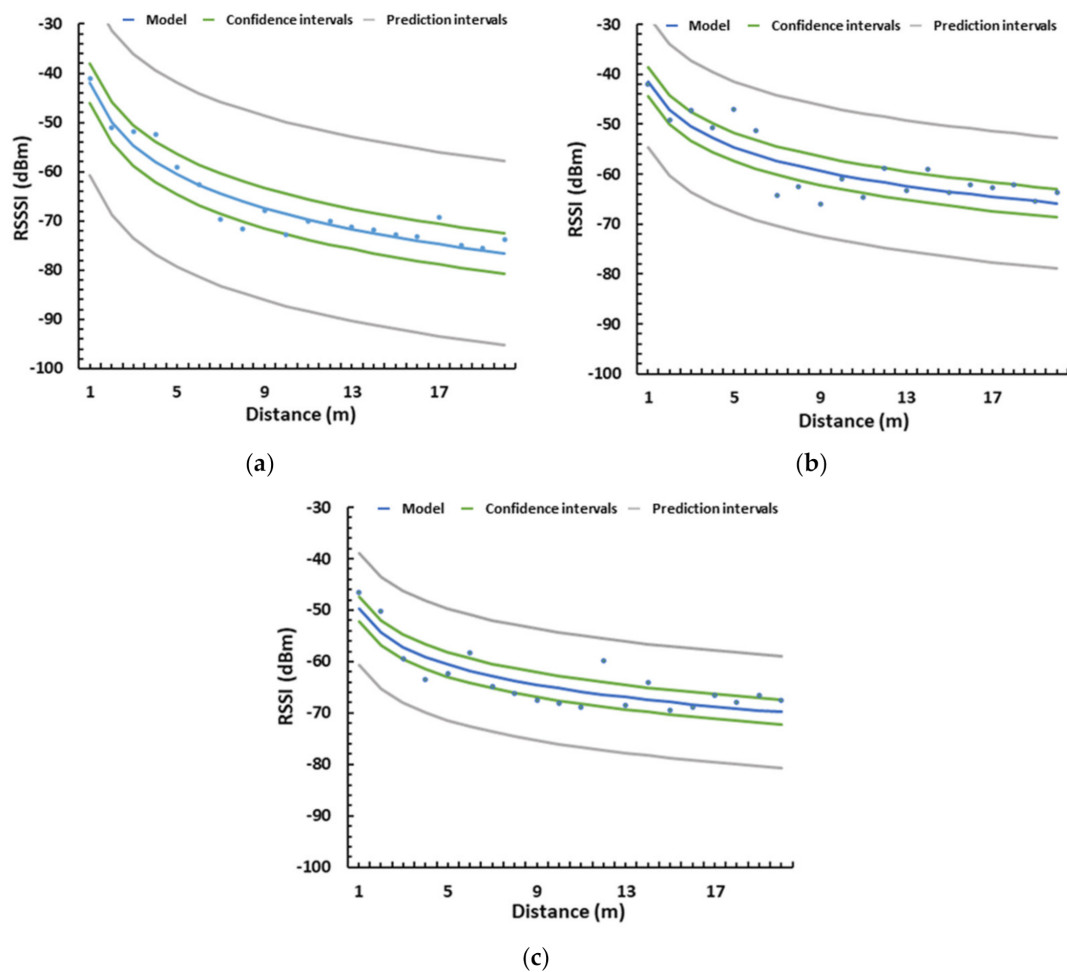 Model Confidence intervals Prediction intervals
-30
-40
-50
-60
-70
-80
-90
-100
RSSSI (dBm)
1 5 9 13 17
Distance (m)
(a)
Model Confidence intervals Prediction intervals
-30
-40
-50
-60
-70
-80
-90
-100
RSSI (dBm)
1 5 9 13 17
Distance (m)
(b)
Model Confidence intervals Prediction intervals
-30
-40
-50
-60
-70
-80
-90
-100
RSSI (dBm)
1 5 9 13 17
Distance (m)
(c)